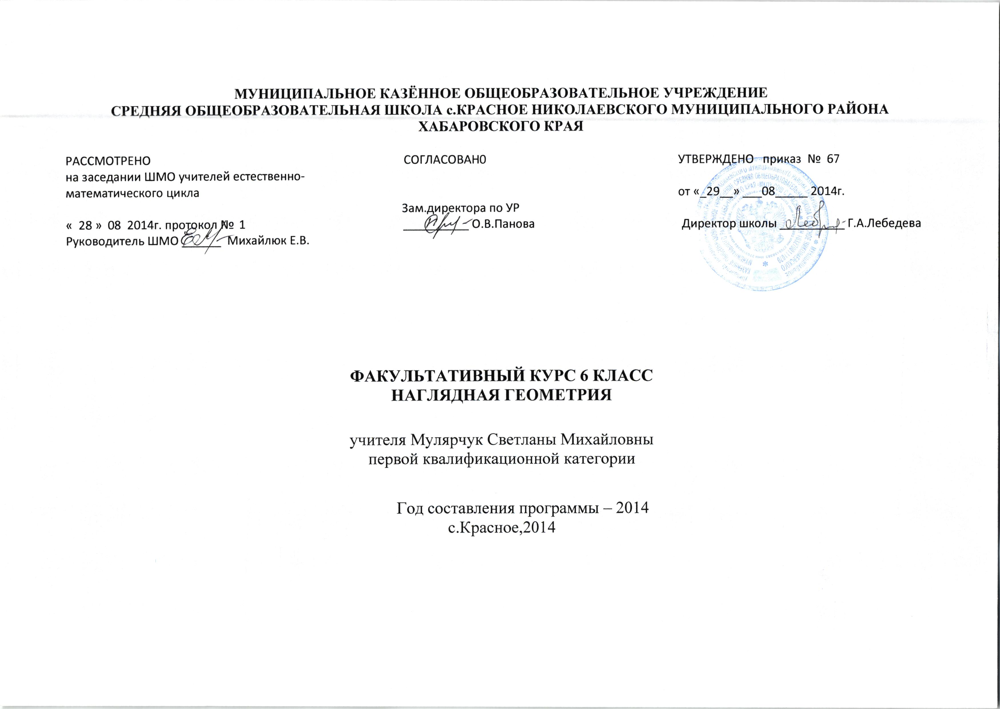 МУНИЦИПАЛЬНОЕ КАЗЁННОЕ ОБЩЕОБРАЗОВАТЕЛЬНОЕ УЧРЕЖДЕНИЕ
СРЕДНЯЯ ОБЩЕОБРАЗОВАТЕЛЬНАЯ ШКОЛА с.КРАСНОЕ НИКОЛАЕВСКОГО МУНИЦИПАЛЬНОГО РАЙОНА
ХАБАРОВСКОГО КРАЯ
РАССМОТРЕНО
на заседании ШМО учителей естественно-
математического цикла
« 28 » 08 2014г. протокол № 1
Руководитель ШМО ______ Михайлюк Е.В.
СОГЛАСОВАН0
Зам.директора по УР
__________ О.В.Панова
УТВЕРЖДЕНО приказ № 67
от «_29__» ___08_____ 2014г.
Директор школы __________ Г.А.Лебедева
ФАКУЛЬТАТИВНЫЙ КУРС 6 КЛАСС
НАГЛЯДНАЯ ГЕОМЕТРИЯ
учителя Мулярчук Светланы Михайловны
первой квалификационной категории
Год составления программы – 2014
с.Красное,2014